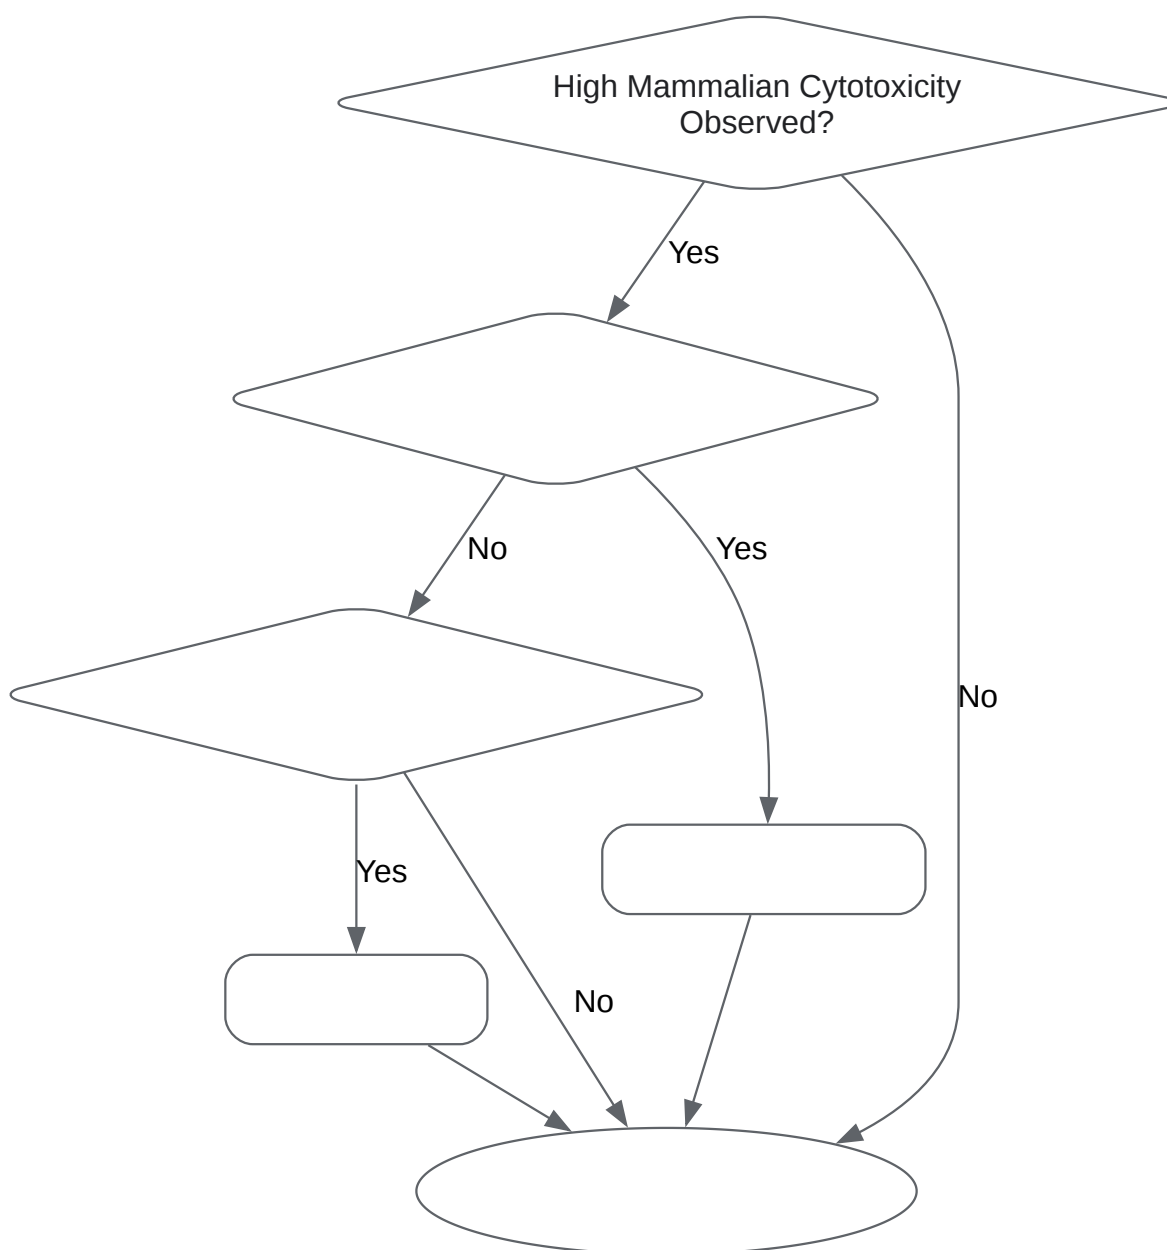 High Mammalian Cytotoxicity
Observed?
Yes
No
Yes
No
Yes
No